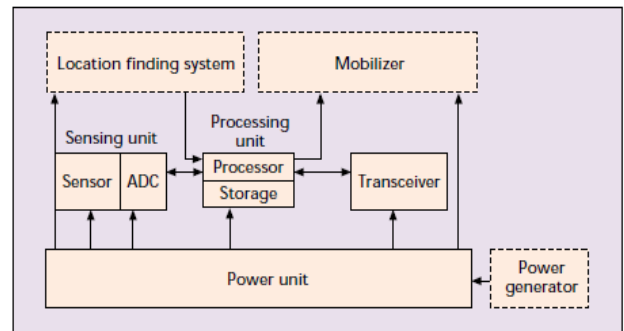 Location finding system
Mobilizer
Sensing unit
Processing
unit
Sensor
ADC
Processor
Storage
Transceiver
Power unit
Power
generator